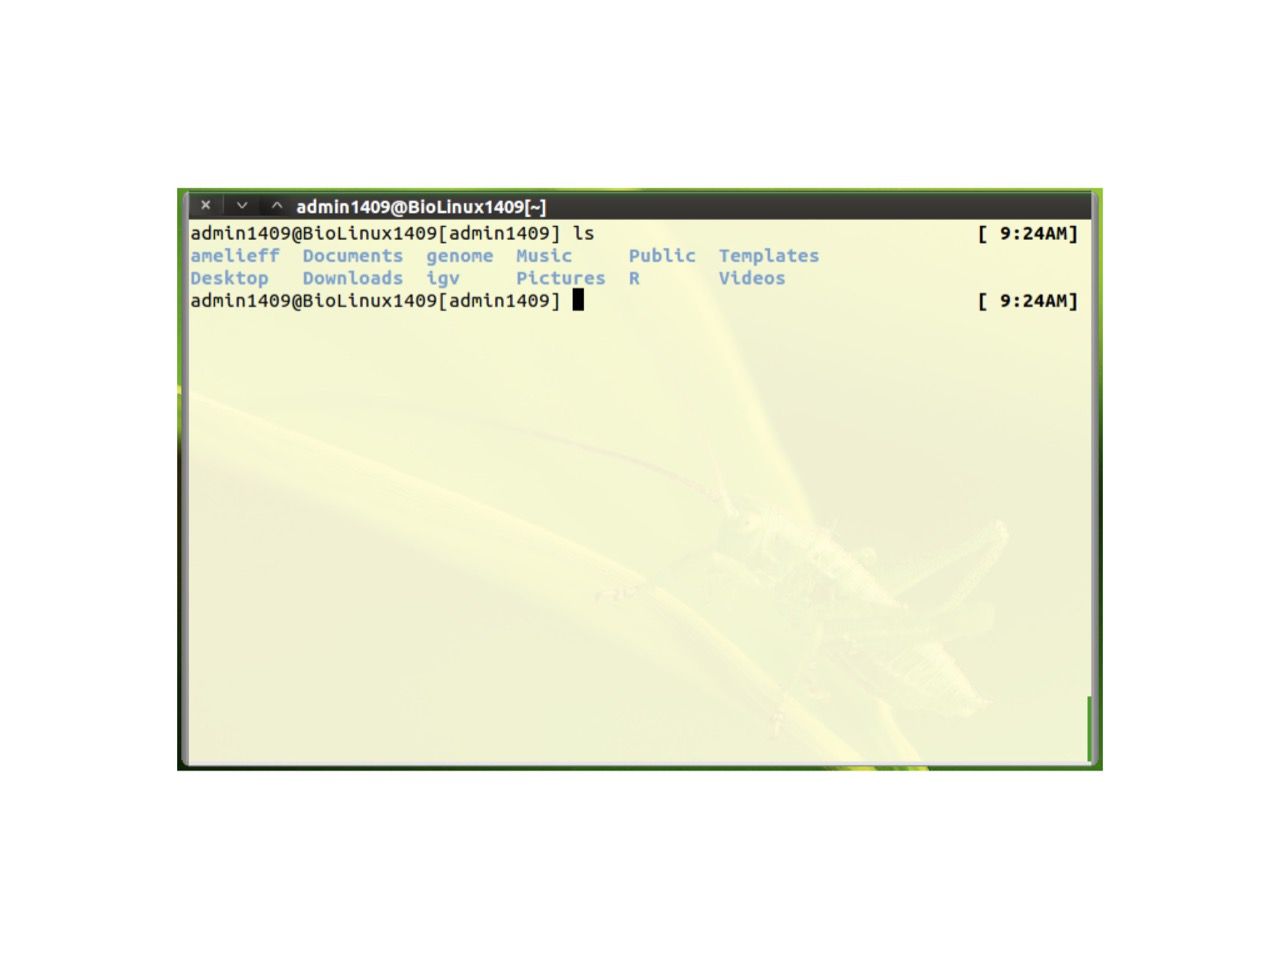 admin1409@BioLinux1409[~]
admin1409@BioLinux1409[admin1409] ls [ 9:24AM]
amelieff Documents genome Music Public Templates
Desktop Downloads igv Pictures R Videos
admin1409@BioLinux1409[admin1409] [ 9:24AM]